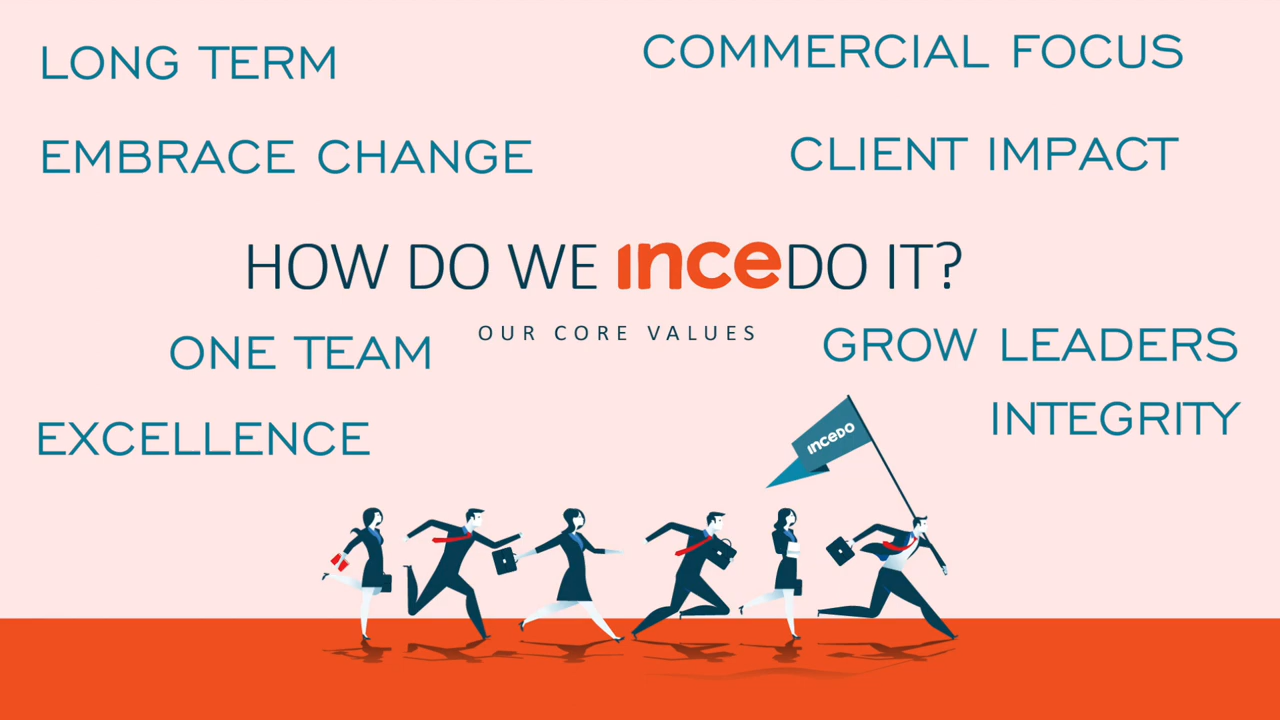 LONG TERM
COMMERCIAL FOCUS
EMBRACE CHANGE
CLIENT IMPACT
HOW DO WE inceDO IT?
OUR CORE VALUES
ONE TEAM
GROW LEADERS
EXCELLENCE
INTEGRITY
inceDO